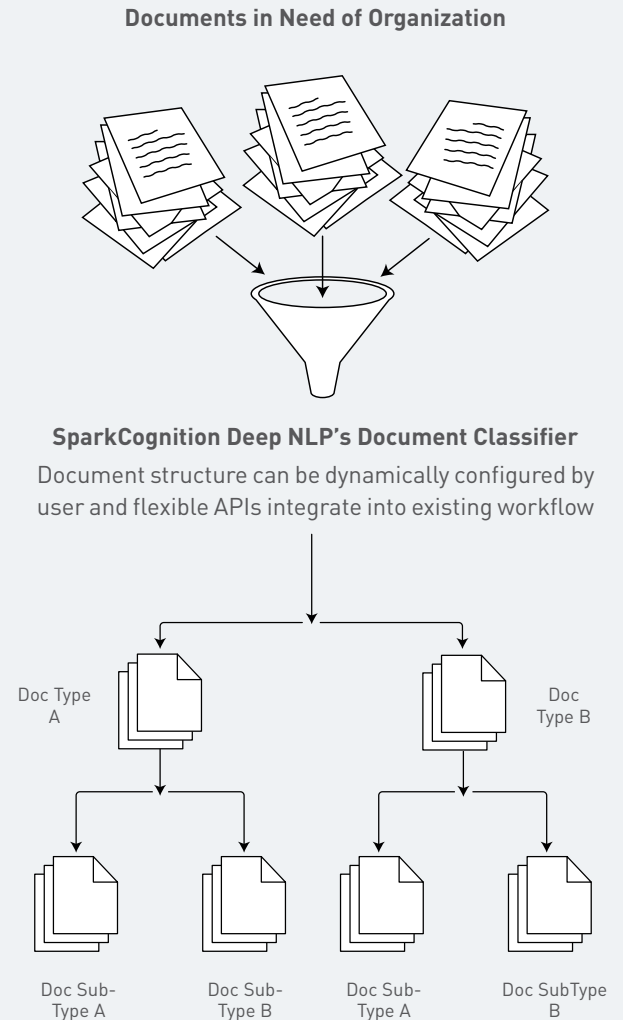 Documents in Need of Organization
SparkCognition Deep NLP's Document Classifier
Document structure can be dynamically configured by
user and flexible APIs integrate into existing workflow
Doc Type
A
Doc
Type B
Doc Sub-
Type A
Doc Sub-
Type B
Doc Sub-
Type A
Doc SubType
B